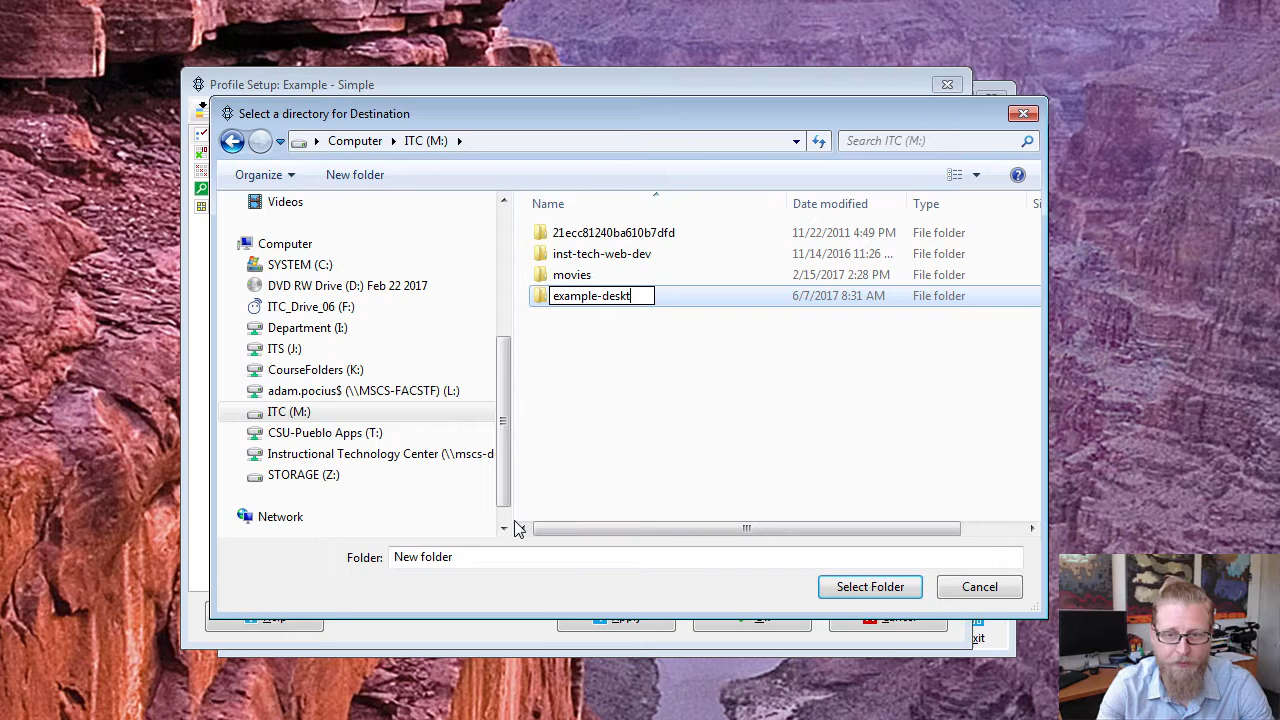 Profile Setup: Example - Simple
Select a directory for Destination
Computer
ITC (M:)
Search ITC (M:)
Organize
New folder
Name
Date modified
Type
Videos
21ecc81240ba610b7dfd
11/22/2011 4:49 PM
File folder
Computer
inst-tech-web-dev
11/14/2016 11:26 ...
File folder
SYSTEM (C:)
movies
2/15/2017 2:28 PM
File folder
DVD RW Drive (D:) Feb 22 2017
example-deskt
6/7/2017 8:31 AM
File folder
ITC_Drive_06 (F:)
Department (I:)
ITS (J:)
CourseFolders (K:)
adam.pocius$ (\\MSCS-FACSTF) (L:)
ITC (M:)
CSU-Pueblo Apps (T:)
Instructional Technology Center (\\mscs-d
STORAGE (Z:)
Network
Folder:
New folder
Select Folder
Cancel